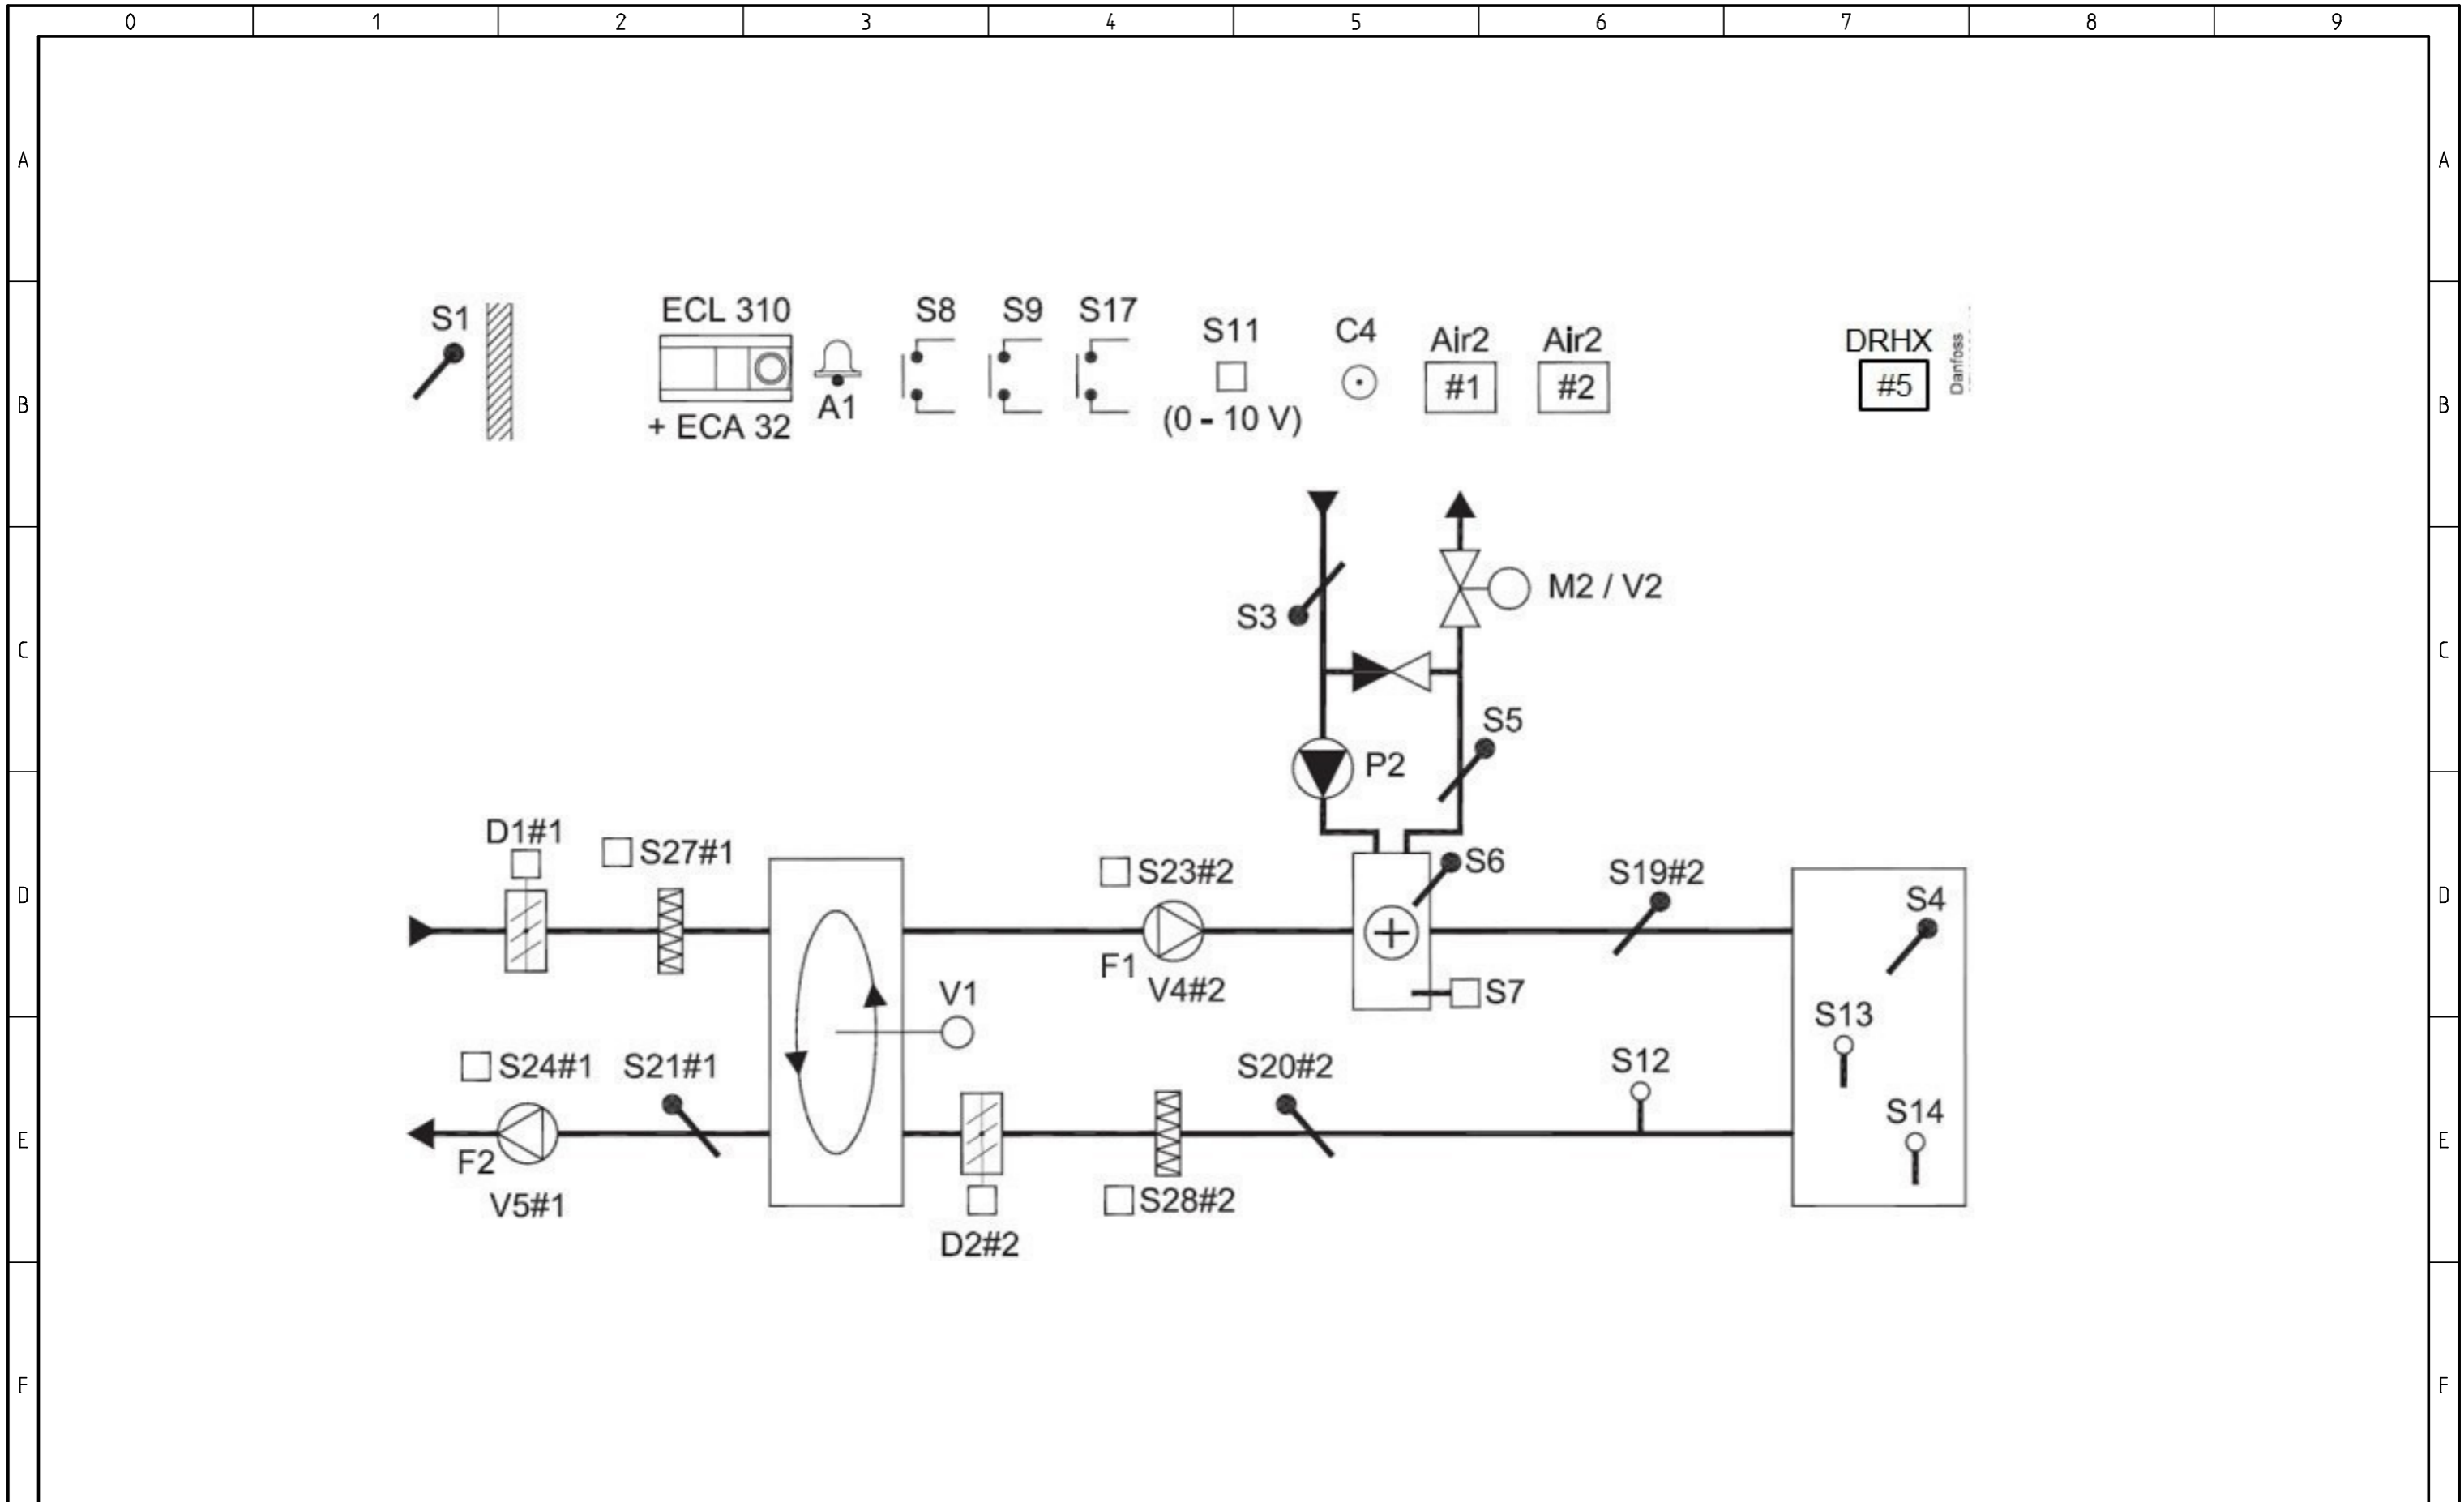 0 1 2 3 4 5 6 7 8 9
A A
S1 ECL 310 S8 S9 S17 S11 C4 Air2 Air2 DRHX Danfoss
B #1 #2 #5 B
+ ECA 32 A1 (0 - 10 V)
M2 / V2
S3
C C
S5
P2
D1#1 S27#1 S23#2 S6 S19#2 S4
D D
F1 V4#2 V1 S7 S13
S24#1 S21#1 S20#2 S12 S14
E E
F2 V5#1 S28#2
D2#2
F F